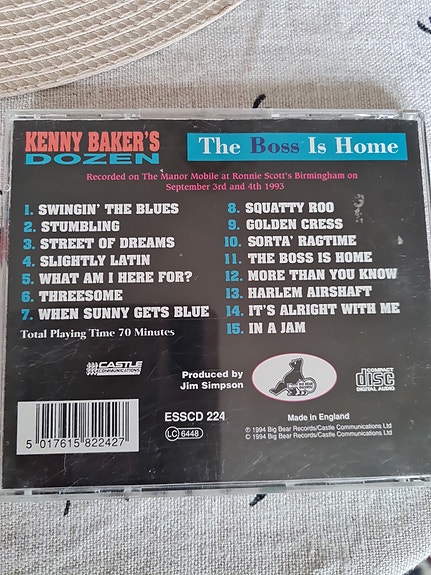 KENNY BAKER'S
DOZEN
The Boss Is Home
Recorded on The Manor Mobile at Ronnie Scott's Birmingham on
September 3rd and 4th 1993
1. SWINGIN' THE BLUES
2. STUMBLING
3. STREET OF DREAMS
4. SLIGHTLY LATIN
5. WHAT AM I HERE FOR?
6. THREESOME
7. WHEN SUNNY GETS BLUE
8. SQUATTY ROO
9. GOLDEN CRESS
10. SORTA' RAGTIME
11. THE BOSS IS HOME
12. MORE THAN YOU KNOW
13. HARLEM AIRSHAFT
14. IT'S ALRIGHT WITH ME
15. IN A JAM
Total Playing Time 70 Minutes
CASTLE
COMMUNICATIONS
Produced by
Jim Simpson
COMPACT
disc
DIGITAL AUDIO
5 017615 822427
ESSCD 224
LC 6448
Made in England
℗ 1994 Big Bear Records/Castle Communications Ltd
© 1994 Big Bear Records/Castle Communications Ltd